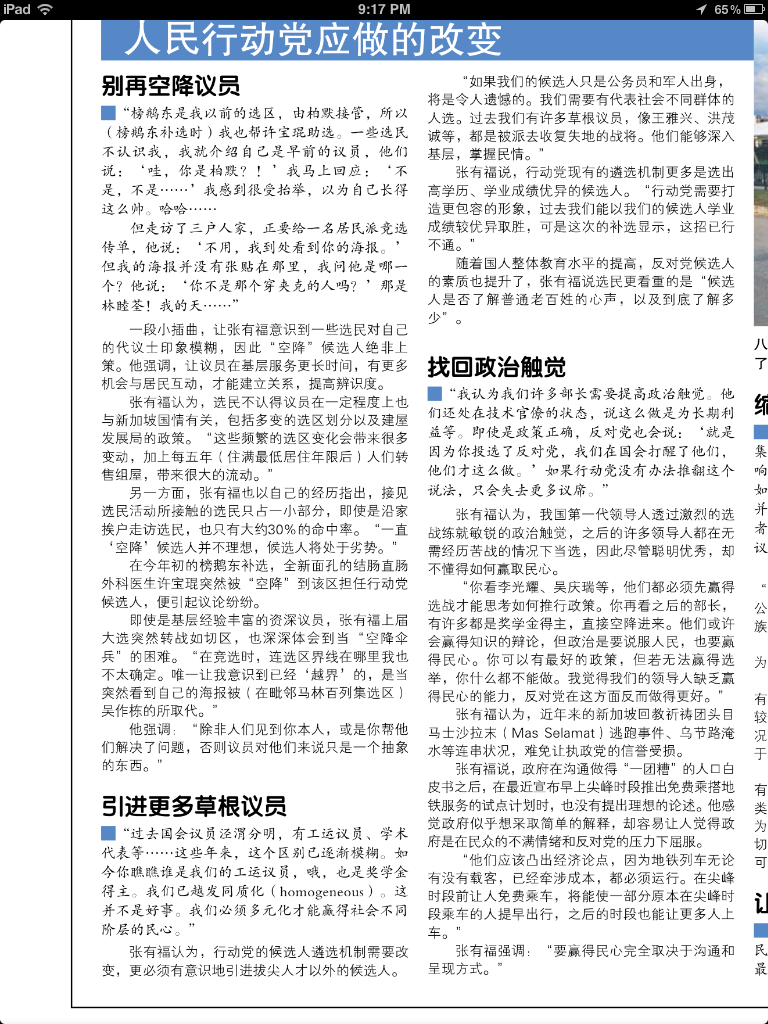 iPad
9:17 PM
65%
人民行动党应做的改变
别再空降议员
“榜鹅东是我以前的选区，由柏默接管，所以
（榜鹅东补选时）我也帮许宝琨助选。一些选民
不认识我，我就介绍自己是早前的议员，他们
说：‘哇，你是柏默？！’我马上回应：‘不
是，不是……’我感到很受抬举，以为自己长得
这么帅。哈哈……
但走访了三户人家，正要给一名居民派竞选
传单，他说：‘不用，我到处看到你的海报。’
但我的海报并没有张贴在那里，我问他是哪一
个？他说：‘你不是那个穿夹克的人吗？’那是
林睦荃！我的天……”
一段小插曲，让张有福意识到一些选民对自己
的代议士印象模糊，因此“空降”候选人绝非上
策。他强调，让议员在基层服务更长时间，有更多
机会与居民互动，才能建立关系，提高辨识度。
张有福认为，选民不认得议员在一定程度上也
与新加坡国情有关，包括多变的选区划分以及建屋
发展局的政策。“这些频繁的选区变化会带来很多
变动，加上每五年（住满最低居住年限后）人们转
售组屋，带来很大的流动。”
另一方面，张有福也以自己的经历指出，接见
选民活动所接触的选民只占一小部分，即使是沿家
挨户走访选民，也只有大约30%的命中率。“一直
‘空降’候选人并不理想，候选人将处于劣势。”
在今年初的榜鹅东补选，全新面孔的结肠直肠
外科医生许宝琨突然被“空降”到该区担任行动党
候选人，便引起议论纷纷。
即使是基层经验丰富的资深议员，张有福上届
大选突然转战如切区，也深深体会到当“空降伞
兵”的困难。“在竞选时，连选区界线在哪里我也
不太确定。唯一让我意识到已经‘越界’的，是当
突然看到自己的海报被（在毗邻马林百列集选区）
吴作栋的所取代。”
他强调：“除非人们见到你本人，或是你帮他
们解决了问题，否则议员对他们来说只是一个抽象
的东西。”
引进更多草根议员
“过去国会议员泾渭分明，有工运议员、学术
代表等……这些年来，这个区别已逐渐模糊。如
今你瞧瞧谁是我们的工运议员，哦，也是奖学金
得主。我们已越发同质化（homogeneous）。这
并不是好事。我们必须多元化才能赢得社会不同
阶层的民心。”
张有福认为，行动党的候选人遴选机制需要改
变，更必须有意识地引进拔尖人才以外的候选人。
“如果我们的候选人只是公务员和军人出身，
将是令人遗憾的。我们需要有代表社会不同群体的
人选。过去我们有许多草根议员，像王雅兴、洪茂
诚等，都是被派去收复失地的战将。他们能够深入
基层，掌握民情。”
张有福说，行动党现有的遴选机制更多是选出
高学历、学业成绩优异的候选人。“行动党需要打
造更包容的形象，过去我们能以我们的候选人学业
成绩较优异取胜，可是这次的补选显示，这招已行
不通。”
随着国人整体教育水平的提高，反对党候选人
的素质也提升了，张有福说选民更看重的是“候选
人是否了解普通老百姓的心声，以及到底了解多
少”。
找回政治触觉
“我认为我们许多部长需要提高政治触觉。他
们还处在技术官僚的状态，说这么做是为长期利
益等。即使是政策正确，反对党也会说：‘就是
因为你投选了反对党，我们在国会打醒了他们，
他们才这么做。’如果行动党没有办法推翻这个
说法，只会失去更多议席。”
张有福认为，我国第一代领导人透过激烈的选
战练就敏锐的政治触觉，之后的许多领导人都在无
需经历苦战的情况下当选，因此尽管聪明优秀，却
不懂得如何赢取民心。
“你看李光耀、吴庆瑞等，他们都必须先赢得
选战才能思考如何推行政策。你再看之后的部长，
有许多都是奖学金得主，直接空降进来。他们或许
会赢得知识的辩论，但政治是要说服人民，也要赢
得民心。你可以有最好的政策，但若无法赢得选
举，你什么都不能做。我觉得我们的领导人缺乏赢
得民心的能力，反对党在这方面反而做得更好。”
张有福认为，近年来的新加坡回教祈祷团头目
马士沙拉末（Mas Selamat）逃跑事件、乌节路淹
水等连串状况，难免让执政党的信誉受损。
张有福说，政府在沟通做得“一团糟”的人口白
皮书之后，在最近宣布早上尖峰时段推出免费乘搭地
铁服务的试点计划时，也没有提出理想的论述。他感
觉政府似乎想采取简单的解释，却容易让人觉得政
府是在民众的不满情绪和反对党的压力下屈服。
“他们应该凸出经济论点，因为地铁列车无论
有没有载客，已经牵涉成本，都必须运行。在尖峰
时段前让人免费乘车，将能使一部分原本在尖峰时
段乘车的人提早出行，之后的时段也能让更多人上
车。”
张有福强调：“要赢得民心完全取决于沟通和
呈现方式。”
八
了
集
响
如
并
者
议
“
公
族
为
有
较
况
于
有
类
为
切
可
让
民
最